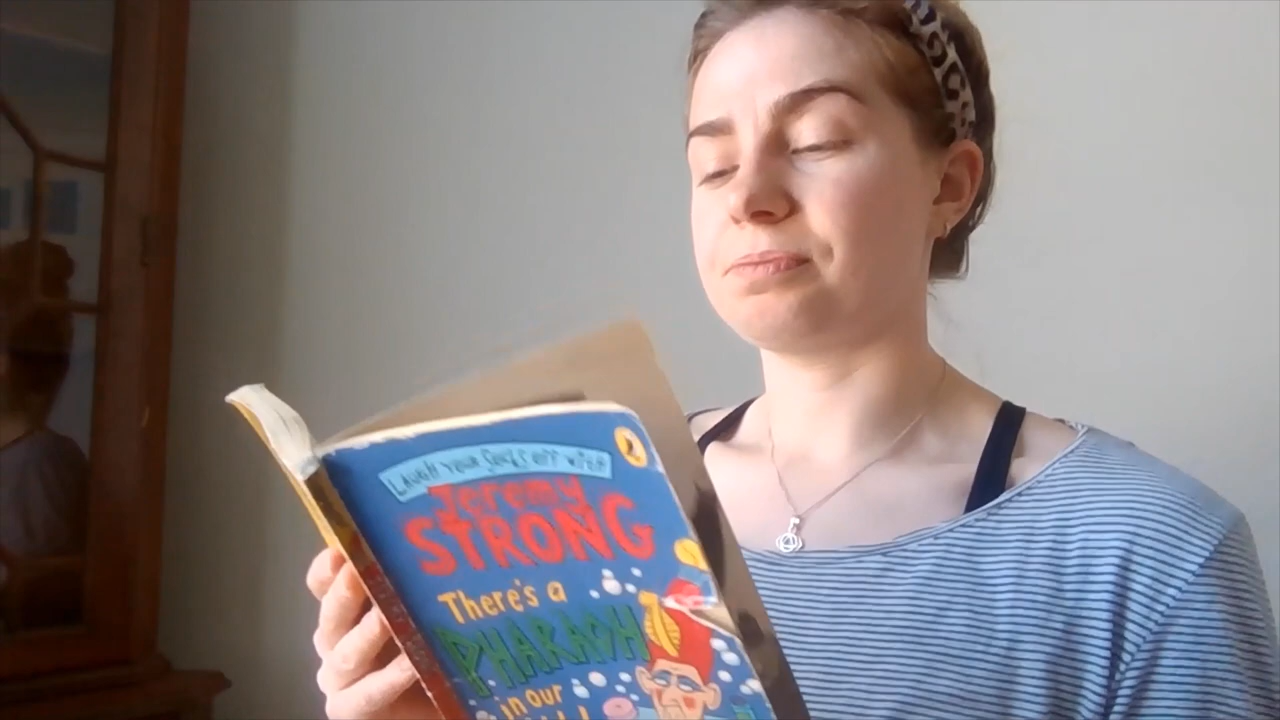 LAUGH YOUR SOCKS OFF WITH
Jeremy
STRONG
There's a
PHARAOH
in our